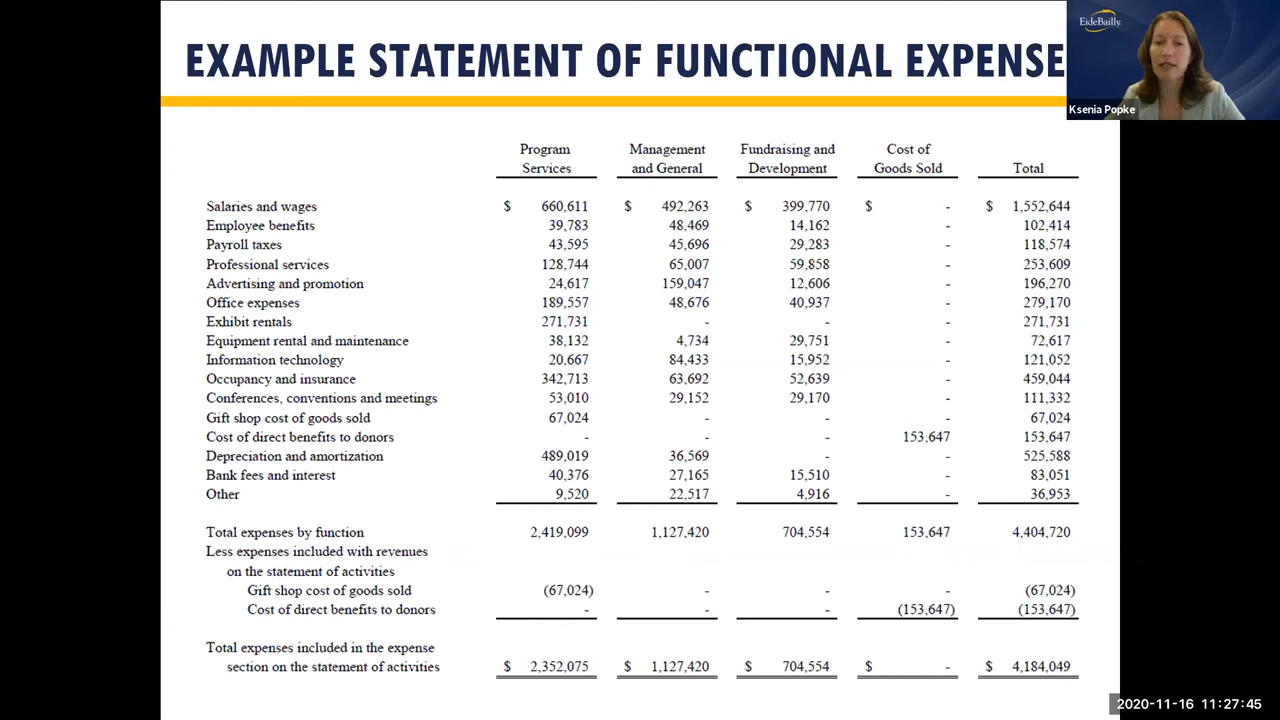 EXAMPLE STATEMENT OF FUNCTIONAL EXPENSE
EideBailly
Ksenia Popke
Program Management Fundraising and Cost of
Services and General Development Goods Sold Total
Salaries and wages $ 660,611 $ 492,263 $ 399,770 $ - $ 1,552,644
Employee benefits 39,783 48,469 14,162 - 102,414
Payroll taxes 43,595 45,696 29,283 - 118,574
Professional services 128,744 65,007 59,858 - 253,609
Advertising and promotion 24,617 159,047 12,606 - 196,270
Office expenses 189,557 48,676 40,937 - 279,170
Exhibit rentals 271,731 - - - 271,731
Equipment rental and maintenance 38,132 4,734 29,751 - 72,617
Information technology 20,667 84,433 15,952 - 121,052
Occupancy and insurance 342,713 63,692 52,639 - 459,044
Conferences, conventions and meetings 53,010 29,152 29,170 - 111,332
Gift shop cost of goods sold 67,024 - - - 67,024
Cost of direct benefits to donors - - - 153,647 153,647
Depreciation and amortization 489,019 36,569 - - 525,588
Bank fees and interest 40,376 27,165 15,510 - 83,051
Other 9,520 22,517 4,916 - 36,953
Total expenses by function 2,419,099 1,127,420 704,554 153,647 4,404,720
Less expenses included with revenues
on the statement of activities
Gift shop cost of goods sold (67,024) - - - (67,024)
Cost of direct benefits to donors - - - (153,647) (153,647)
Total expenses included in the expense
section on the statement of activities $ 2,352,075 $ 1,127,420 $ 704,554 $ - $ 4,184,049
2020-11-16 11:27:45